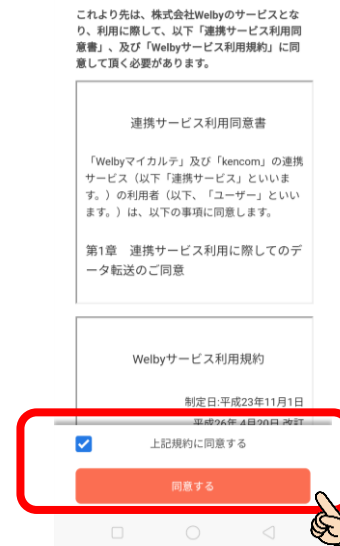 これより先は、株式会社Welbyのサービスとな
り、利用に際して、以下「連携サービス利用同
意書」、及び「Welbyサービス利用規約」に同
意して頂く必要があります。
連携サービス利用同意書
「Welbyマイカルテ」及び「kencom」の連携
サービス（以下「連携サービス」といいま
す。）の利用者（以下、「ユーザー」といい
ます。）は、以下の事項に同意します。
第1章　連携サービス利用に際してのデ
ータ転送のご同意
Welbyサービス利用規約
制定日:平成23年11月1日
平成26年 4月20日 改訂
上記規約に同意する
同意する